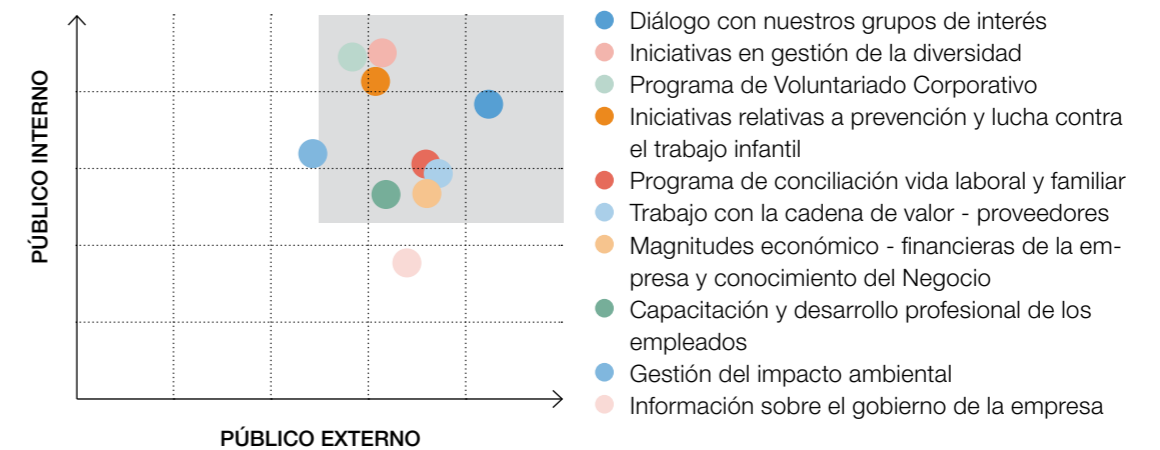 PÚBLICO INTERNO
PÚBLICO EXTERNO
Diálogo con nuestros grupos de interés
Iniciativas en gestión de la diversidad
Programa de Voluntariado Corporativo
Iniciativas relativas a prevención y lucha contra
el trabajo infantil
Programa de conciliación vida laboral y familiar
Trabajo con la cadena de valor - proveedores
Magnitudes económico - financieras de la em-
presa y conocimiento del Negocio
Capacitación y desarrollo profesional de los
empleados
Gestión del impacto ambiental
Información sobre el gobierno de la empresa